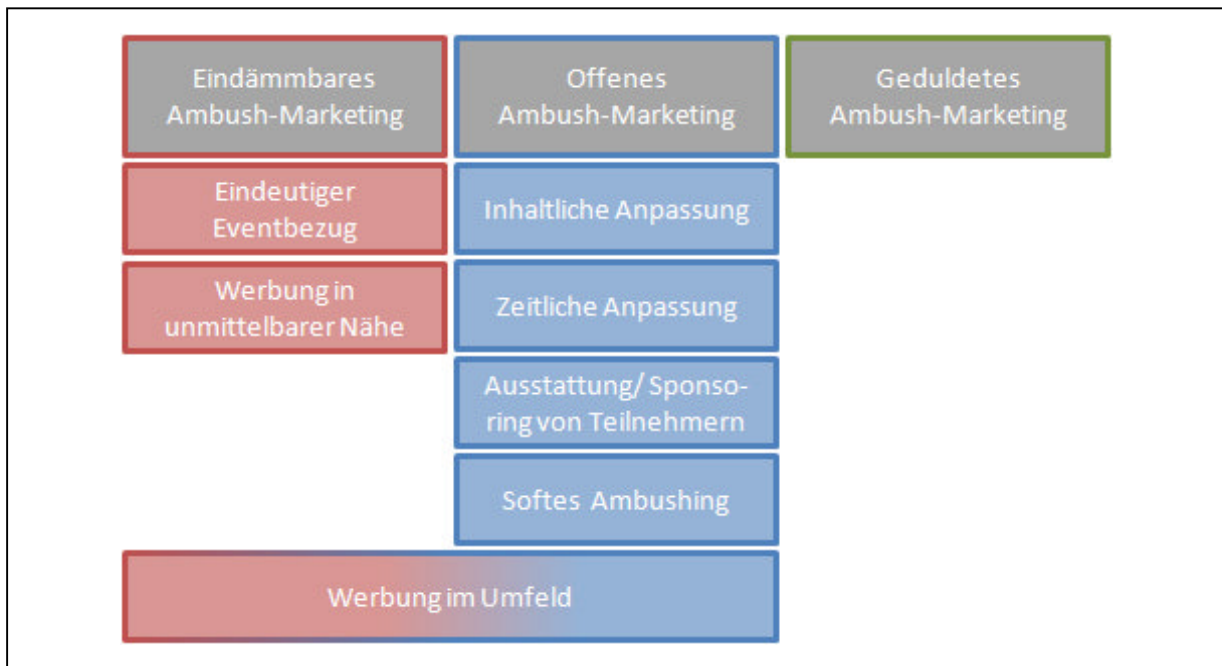 Eindämmbares
Ambush-Marketing
Offenes
Ambush-Marketing
Geduldetes
Ambush-Marketing
Eindeutiger
Eventbezug
Inhaltliche Anpassung
Werbung in
unmittelbarer Nähe
Zeitliche Anpassung
Ausstattung/ Sponso-
ring von Teilnehmern
Softes Ambushing
Werbung im Umfeld